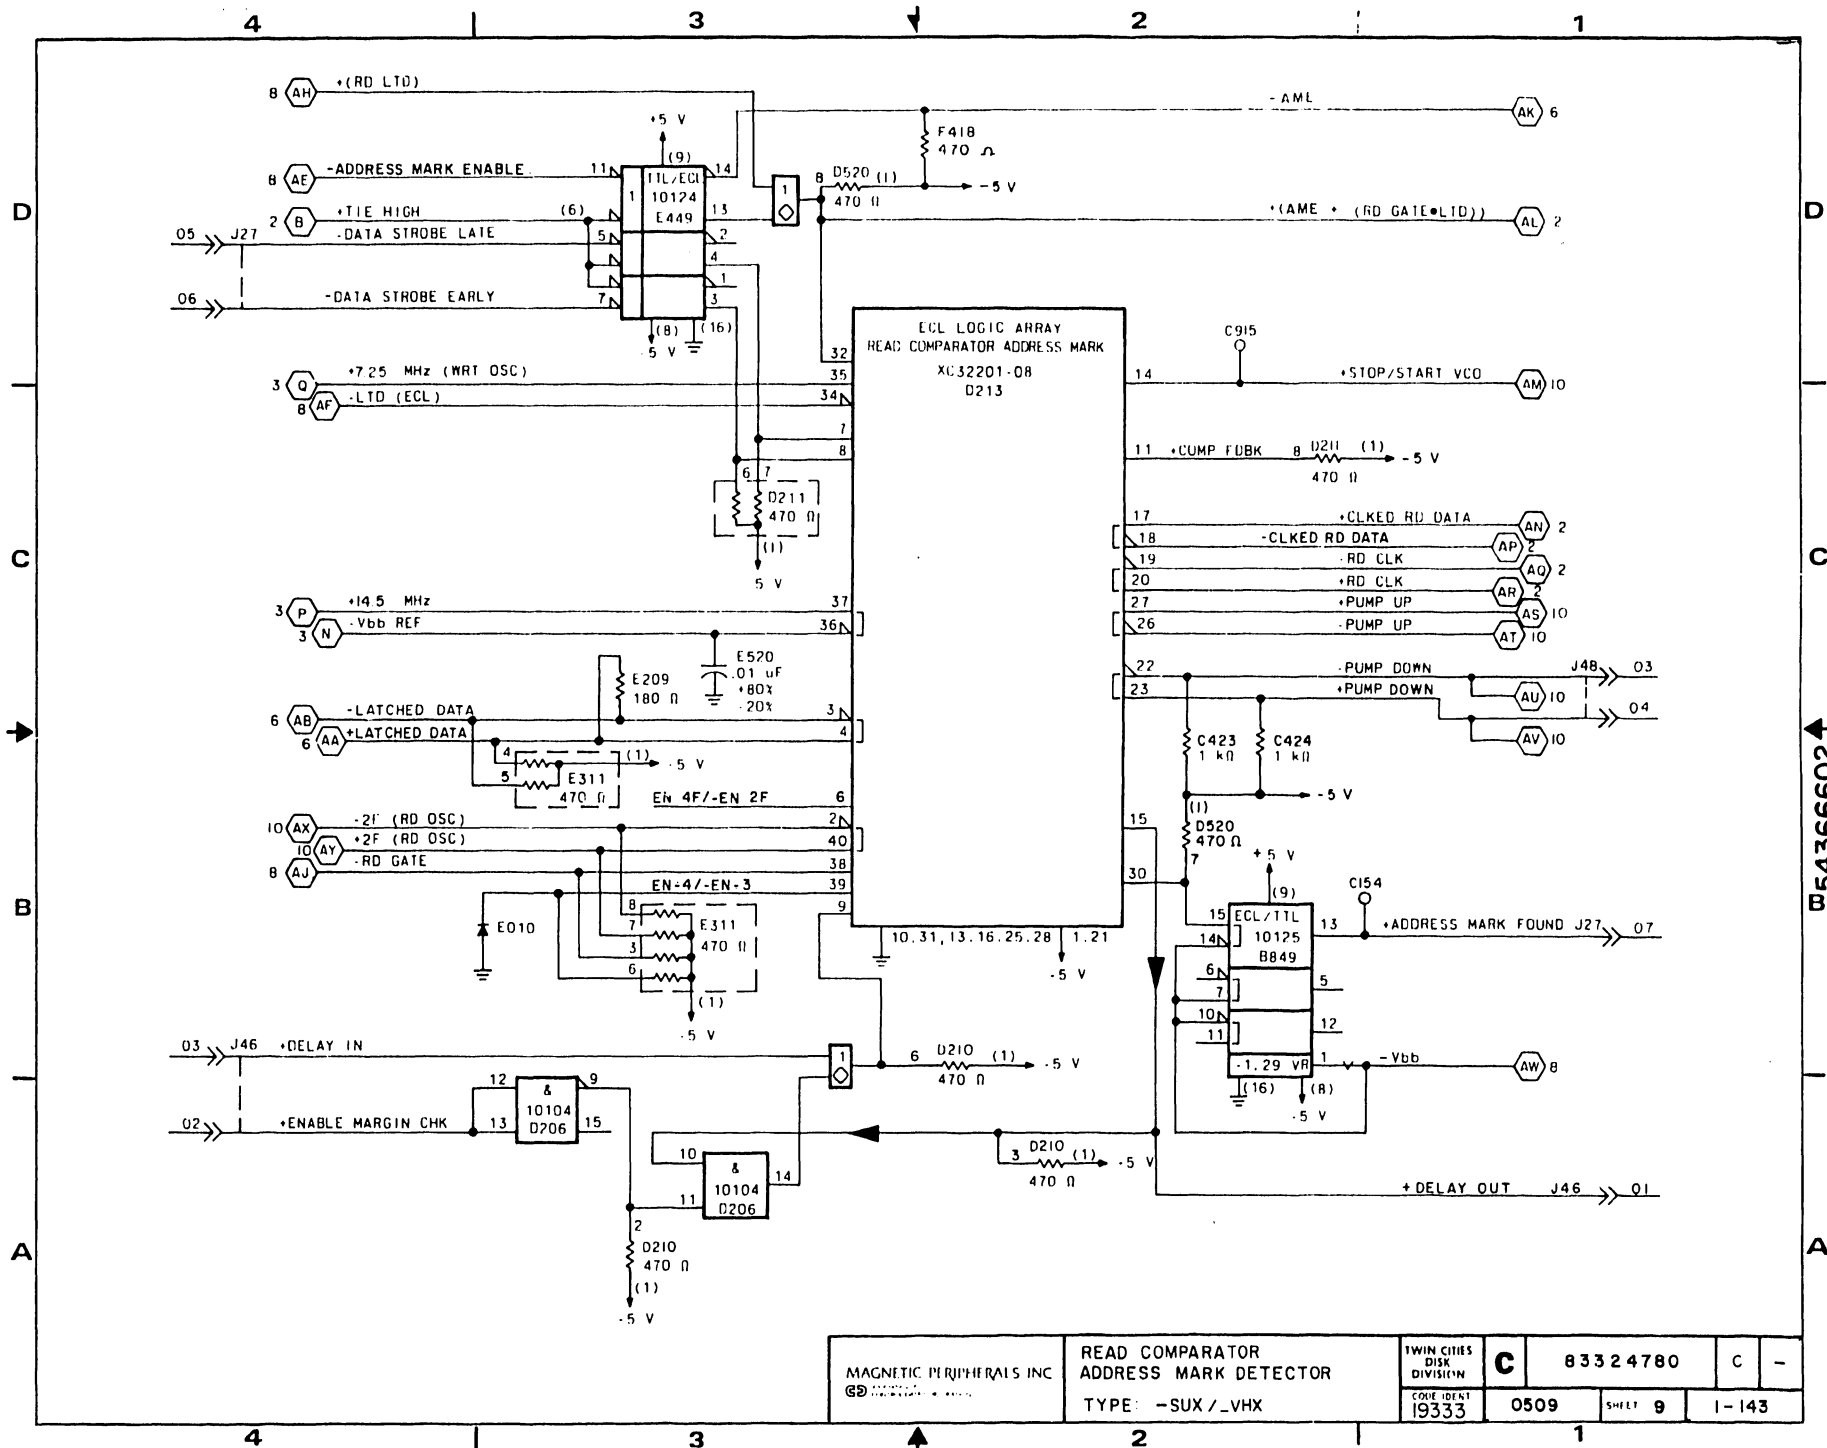 4 3 2 1
8 AH +(RD LTD)
-AME AK 6
+5 V
(9)
F418
470 Ω
8 AE -ADDRESS MARK ENABLE 11 TTL/ECL 14
1 10124
E449
8 D520 (1) -5 V
470 Ω
1
D D
2 B +TIE HIGH (6) 13
+(AME + (RD GATE•LTD)) AL 2
05 J27 -DATA STROBE LATE 5 2
4
1
06 -DATA STROBE EARLY 7 3
(8) (16)
-5 V
ECL LOGIC ARRAY
READ COMPARATOR ADDRESS MARK
XC32201-08
D213
C915
32
3 Q +7.25 MHz (WRT OSC) 35
14 +STOP/START VCO AM 10
8 AF -LTD (ECL) 34
7
8
11 +COMP FDBK 8 D211 (1) -5 V
470 Ω
6 7
D211
470 Ω
(1)
5 V
17 +CLKED RD DATA AN 2
18 -CLKED RD DATA AP 2
C C
19 -RD CLK AQ 2
20 +RD CLK AR 2
3 P +14.5 MHz 37
27 +PUMP UP AS 10
3 N -Vbb REF 36
26 -PUMP UP AT 10
E520
.01 uF
+80%
-20%
E209
180 Ω
22 -PUMP DOWN J48 03
23 +PUMP DOWN AU 10
04
6 AB -LATCHED DATA 3
6 AA +LATCHED DATA 4
AV 10
C423
1 kΩ
C424
1 kΩ
4 (1) -5 V
5 E311
470 Ω
-5 V
EN 4F/-EN 2F 6
(1)
D520
470 Ω
7
10 AX -2F (RD OSC) 2
15
10 AY +2F (RD OSC) 40
8 AJ -RD GATE 38
30
EN-4/-EN-3 39
9
+5 V
(9)
C154
B B
E010
8
7
3
6
E311
470 Ω
(1)
-5 V
10.31,13.16.25.28 1.21
-5 V
15 ECL/TTL 13 +ADDRESS MARK FOUND J27 07
14 10125
B849
6
7 5
10
11 12
-1.29 VR 1 -Vbb AW 8
(16) (8)
-5 V
03 J46 +DELAY IN 1
6 D210 (1) -5 V
470 Ω
02 +ENABLE MARGIN CHK
12 & 9
13 10104 15
D206
10 & 14
11 10104
D206
3 D210 (1) -5 V
470 Ω
+DELAY OUT J46 01
2
D210
470 Ω
(1)
-5 V
A A
MAGNETIC PERIPHERALS INC
READ COMPARATOR
ADDRESS MARK DETECTOR
TYPE: -SUX/_VHX
TWIN CITIES
DISK
DIVISION
C 83324780 C -
CODE IDENT
19333
0509 SHEET 9 1-143
4 3 2 1